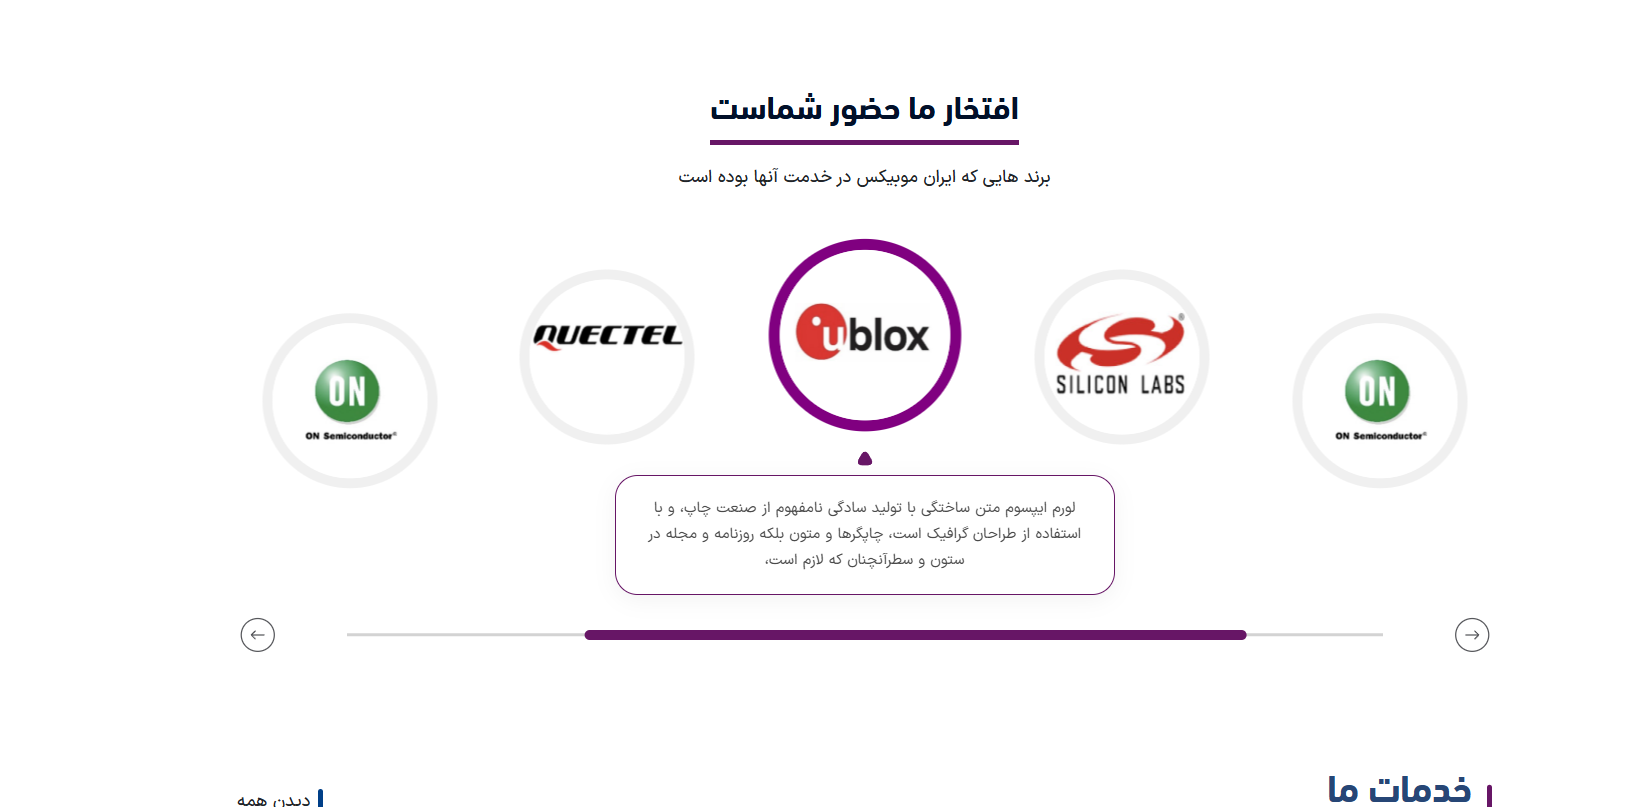 افتخار ما حضور شماست
برند هایی که ایران موبیکس در خدمت آنها بوده است
ON
ON Semiconductor®
SILICON LABS®
ublox
QUECTEL
ON
ON Semiconductor®
لورم ایپسوم متن ساختگی با تولید سادگی نامفهوم از صنعت چاپ، و با
استفاده از طراحان گرافیک است، چاپگرها و متون بلکه روزنامه و مجله در
ستون و سطرآنچنان که لازم است،
خدمات ما
دیدن همه